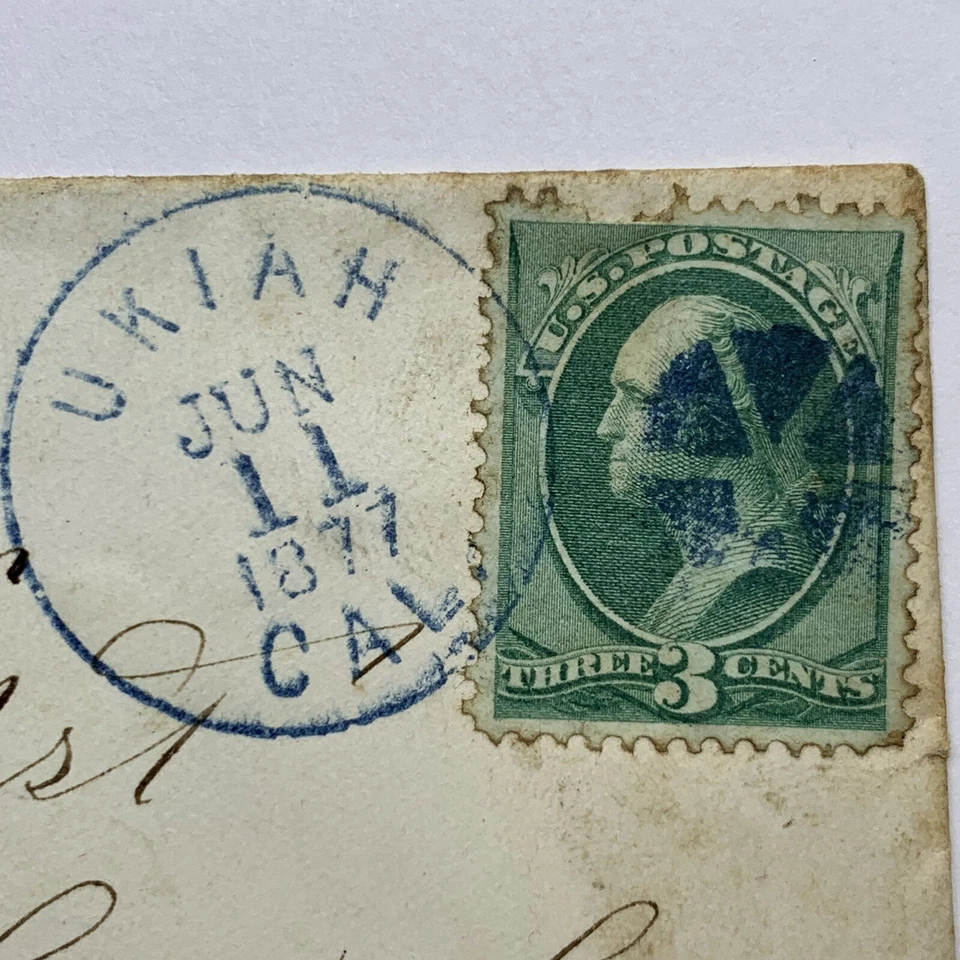 UKIAH
JUN
11
1877
CAL
U.S. POSTAGE
THREE 3 CENTS